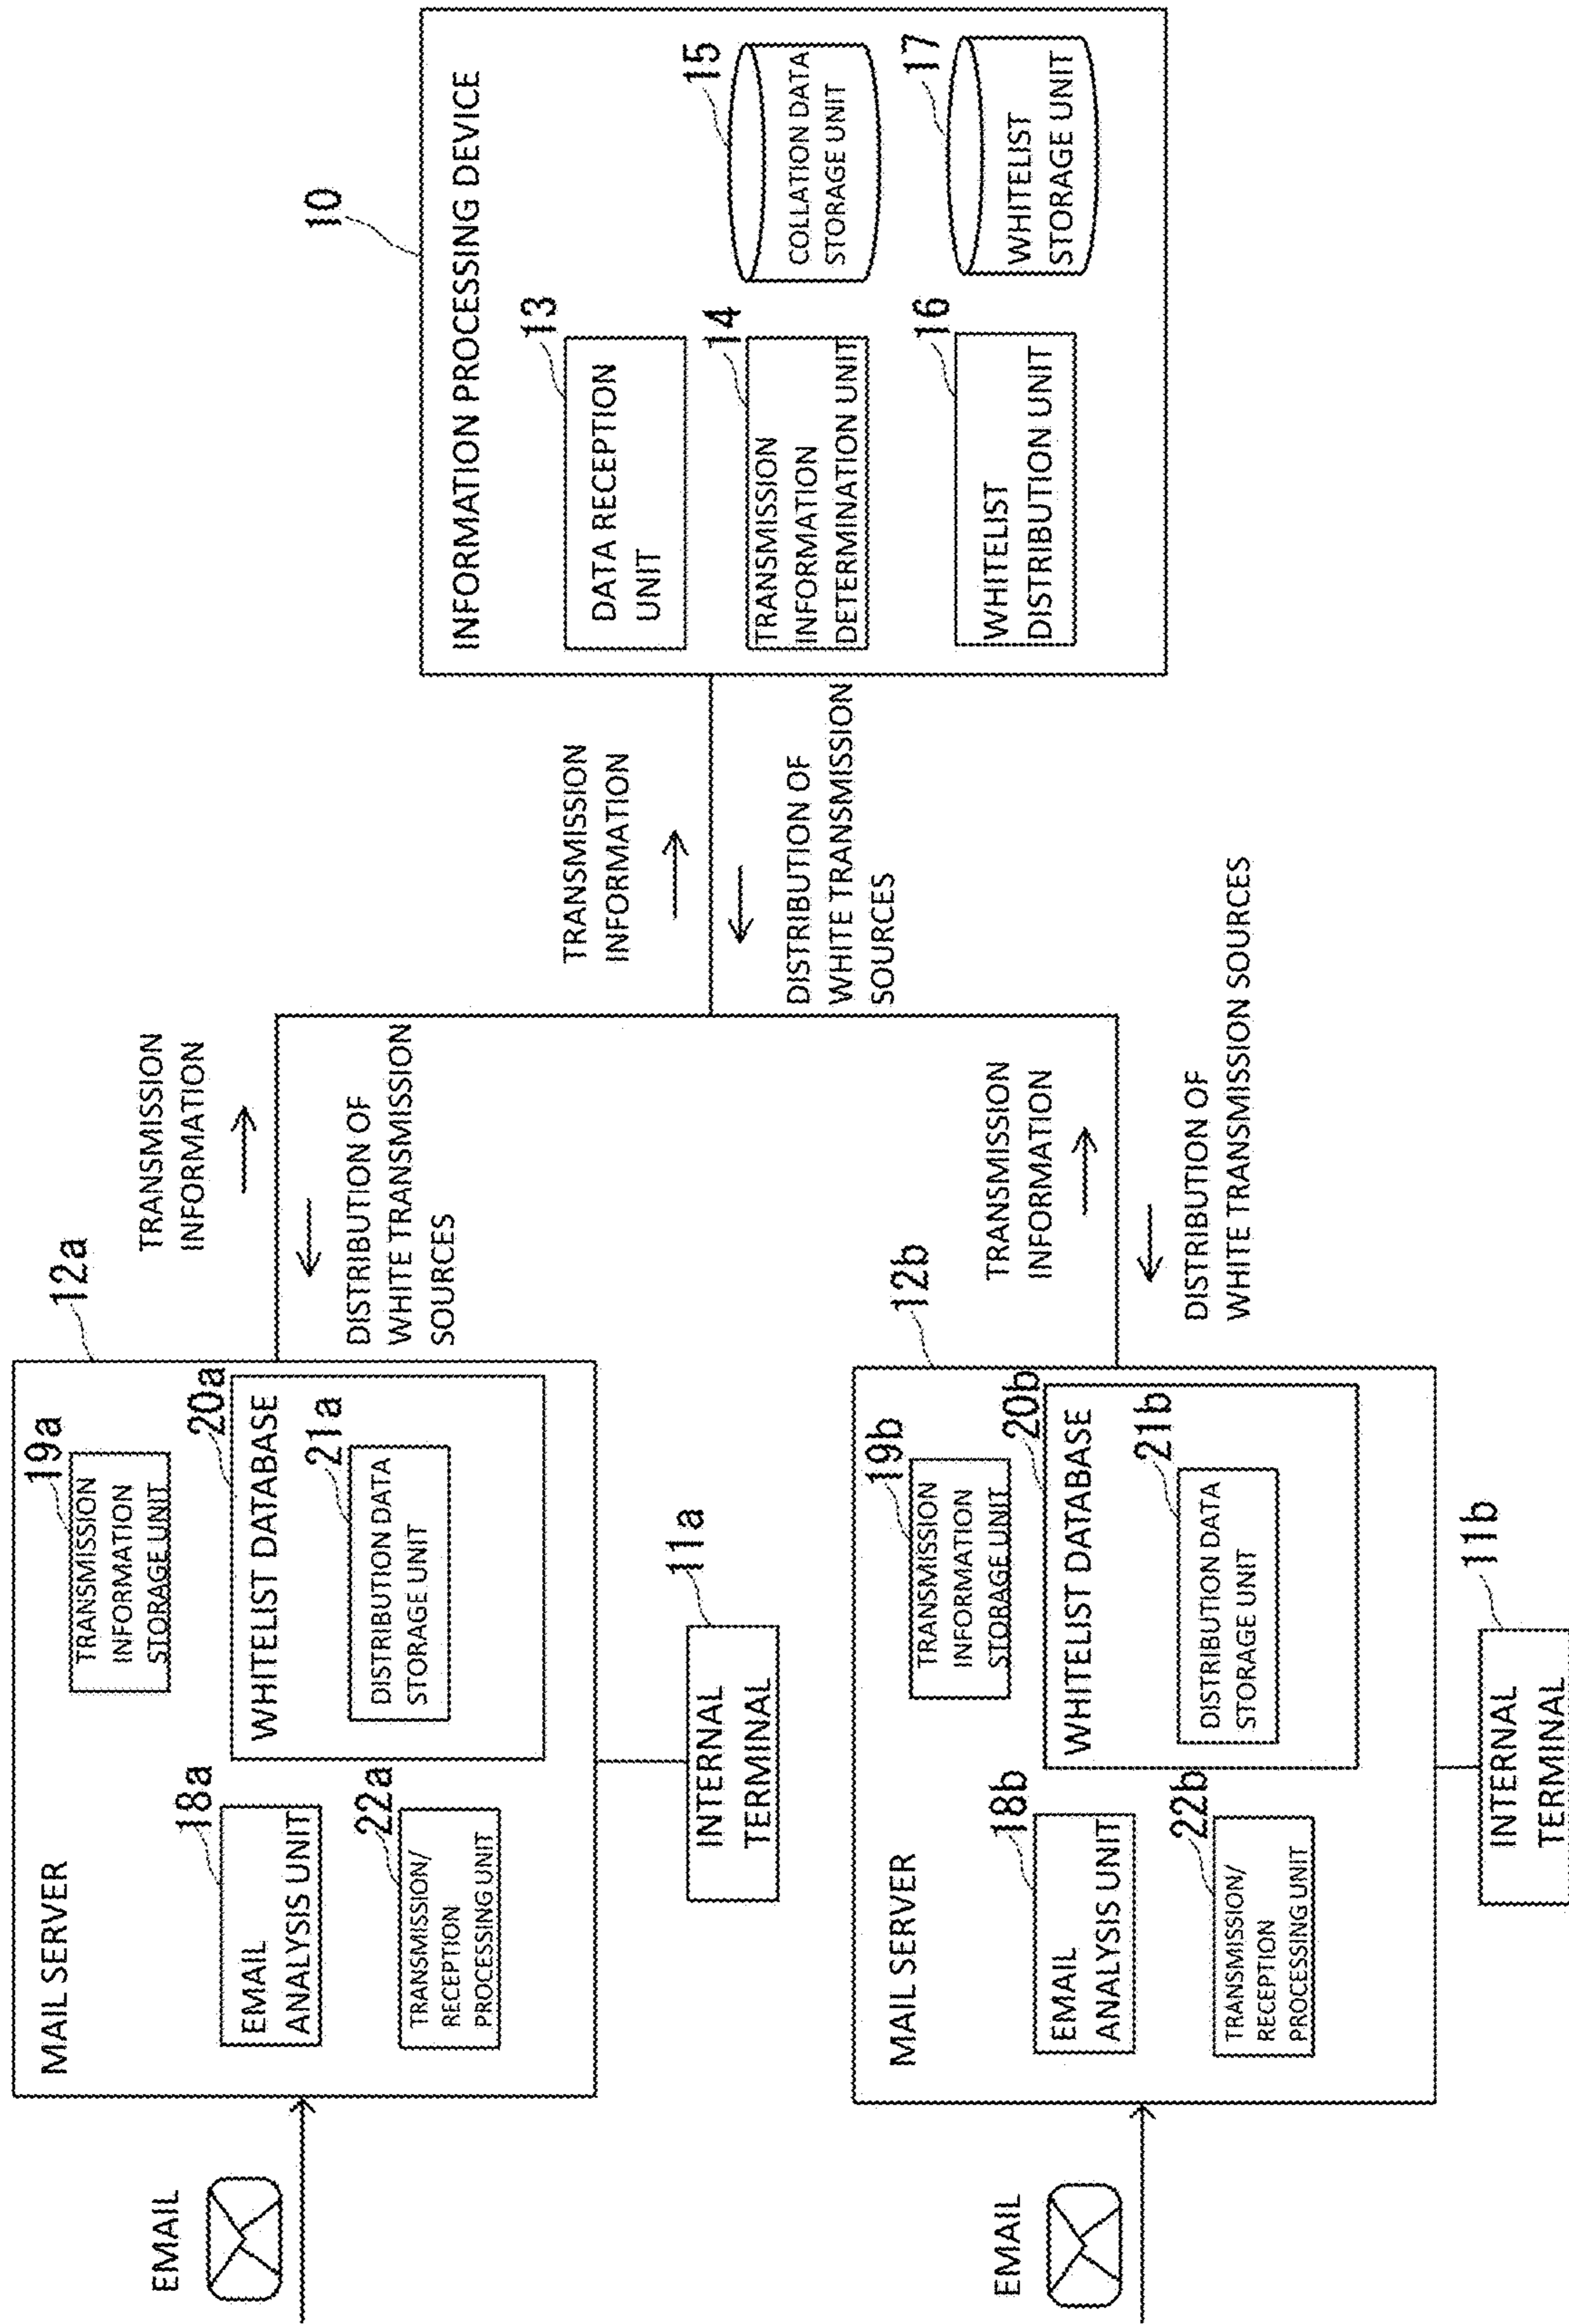 EMAIL
MAIL SERVER
12a
EMAIL
ANALYSIS UNIT
18a
TRANSMISSION
INFORMATION
STORAGE UNIT
19a
WHITELIST DATABASE
20a
DISTRIBUTION DATA
STORAGE UNIT
21a
TRANSMISSION/
RECEPTION
PROCESSING UNIT
22a
INTERNAL
TERMINAL
11a
TRANSMISSION
INFORMATION
DISTRIBUTION OF
WHITE TRANSMISSION
SOURCES
EMAIL
MAIL SERVER
12b
EMAIL
ANALYSIS UNIT
18b
TRANSMISSION
INFORMATION
STORAGE UNIT
19b
WHITELIST DATABASE
20b
DISTRIBUTION DATA
STORAGE UNIT
21b
TRANSMISSION/
RECEPTION
PROCESSING UNIT
22b
INTERNAL
TERMINAL
11b
TRANSMISSION
INFORMATION
DISTRIBUTION OF
WHITE TRANSMISSION SOURCES
TRANSMISSION
INFORMATION
DISTRIBUTION OF
WHITE TRANSMISSION
SOURCES
10
INFORMATION PROCESSING DEVICE
DATA RECEPTION
UNIT
13
TRANSMISSION
INFORMATION
DETERMINATION UNIT
14
COLLATION DATA
STORAGE UNIT
15
WHITELIST
DISTRIBUTION UNIT
16
WHITELIST
STORAGE UNIT
17